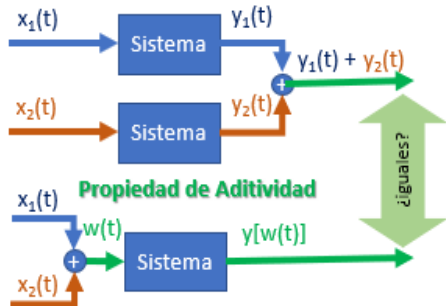 x₁(t)
Sistema
y₁(t)
y₁(t) + y₂(t)
+
x₂(t)
Sistema
y₂(t)
¿iguales?
Propiedad de Aditividad
x₁(t)
w(t)
+
Sistema
y[w(t)]
x₂(t)